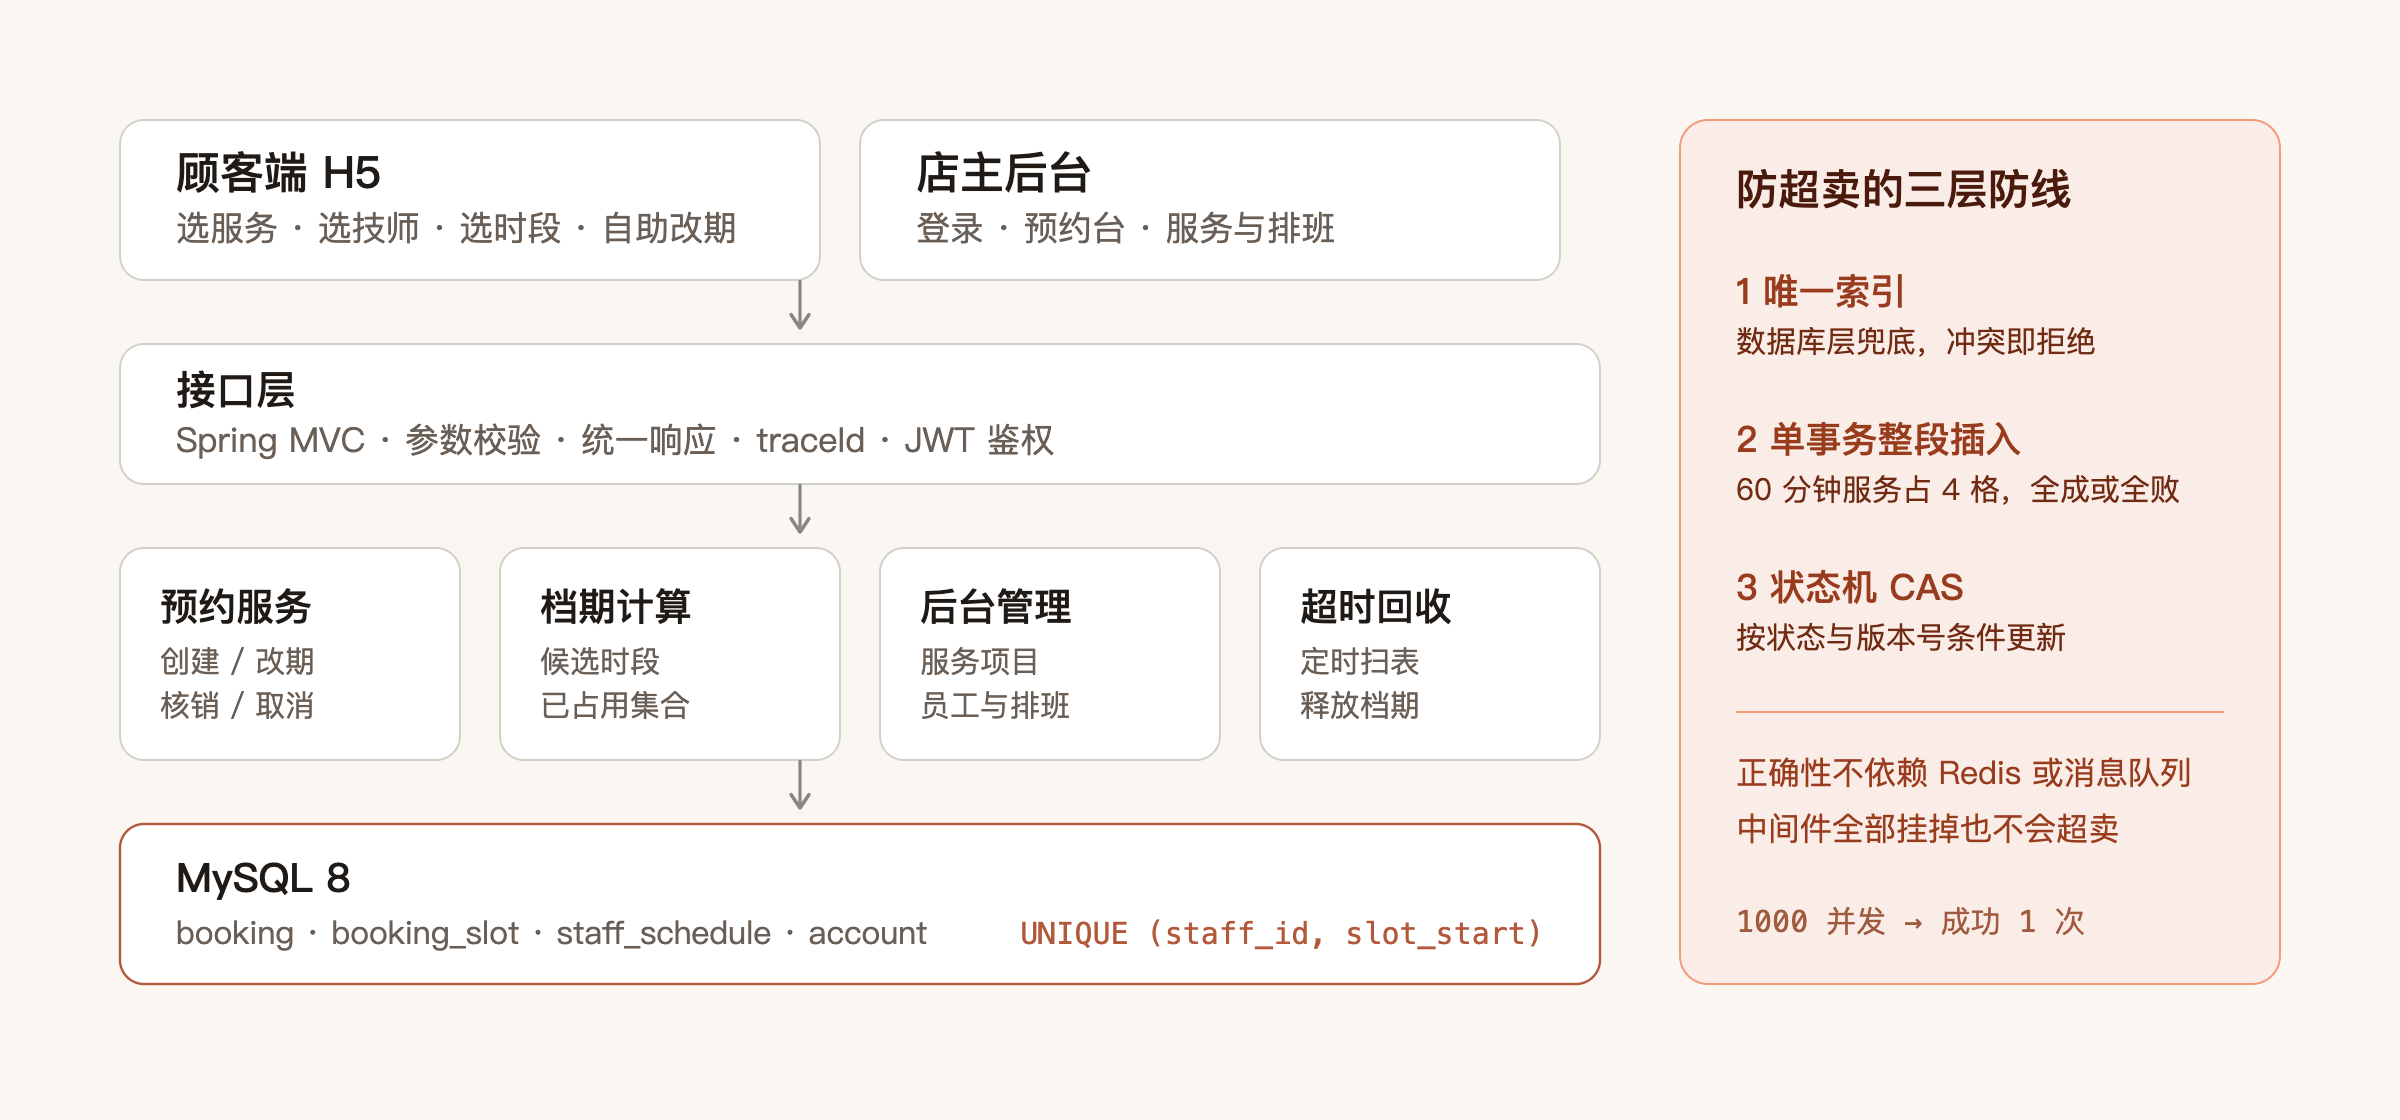 顾客端 H5
选服务 · 选技师 · 选时段 · 自助改期
店主后台
登录 · 预约台 · 服务与排班
接口层
Spring MVC · 参数校验 · 统一响应 · traceId · JWT 鉴权
预约服务
创建 / 改期
核销 / 取消
档期计算
候选时段
已占用集合
后台管理
服务项目
员工与排班
超时回收
定时扫表
释放档期
MySQL 8
booking · booking_slot · staff_schedule · account
UNIQUE (staff_id, slot_start)
防超卖的三层防线
1 唯一索引
数据库层兜底，冲突即拒绝
2 单事务整段插入
60 分钟服务占 4 格，全成或全败
3 状态机 CAS
按状态与版本号条件更新
正确性不依赖 Redis 或消息队列
中间件全部挂掉也不会超卖
1000 并发 → 成功 1 次